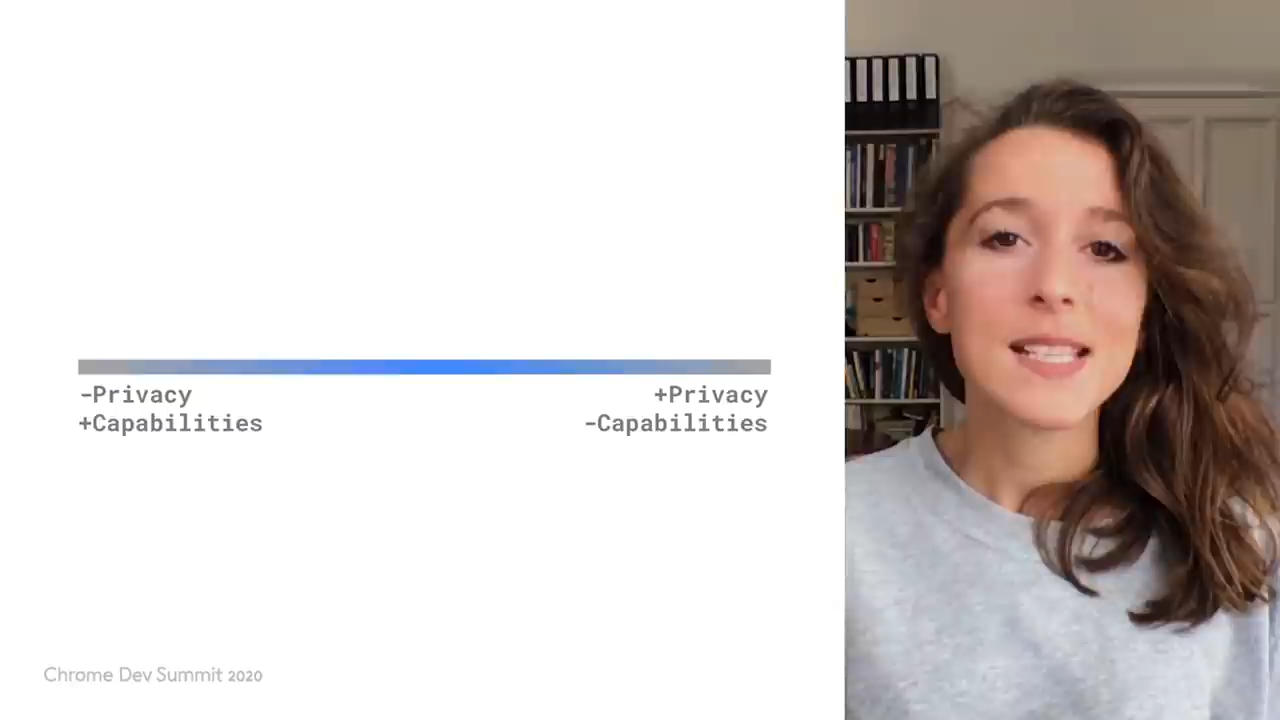 -Privacy
+Capabilities
+Privacy
-Capabilities
Chrome Dev Summit 2020